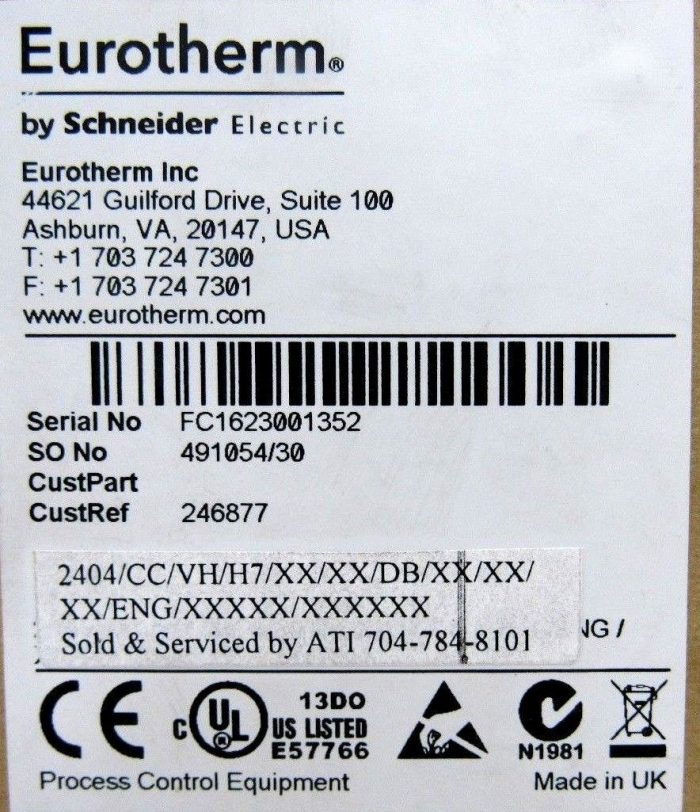 Eurotherm®
by Schneider Electric
Eurotherm Inc
44621 Guilford Drive, Suite 100
Ashburn, VA, 20147, USA
T: +1 703 724 7300
F: +1 703 724 7301
www.eurotherm.com
Serial No FC1623001352
SO No 491054/30
CustPart
CustRef 246877
2404/CC/VH/H7/XX/XX/DB/XX/XX/
XX/ENG/XXXXX/XXXXXX
NG /
Sold & Serviced by ATI 704-784-8101
CE
C UL ® US LISTED
13DO
E57766
N1981
Process Control Equipment
Made in UK